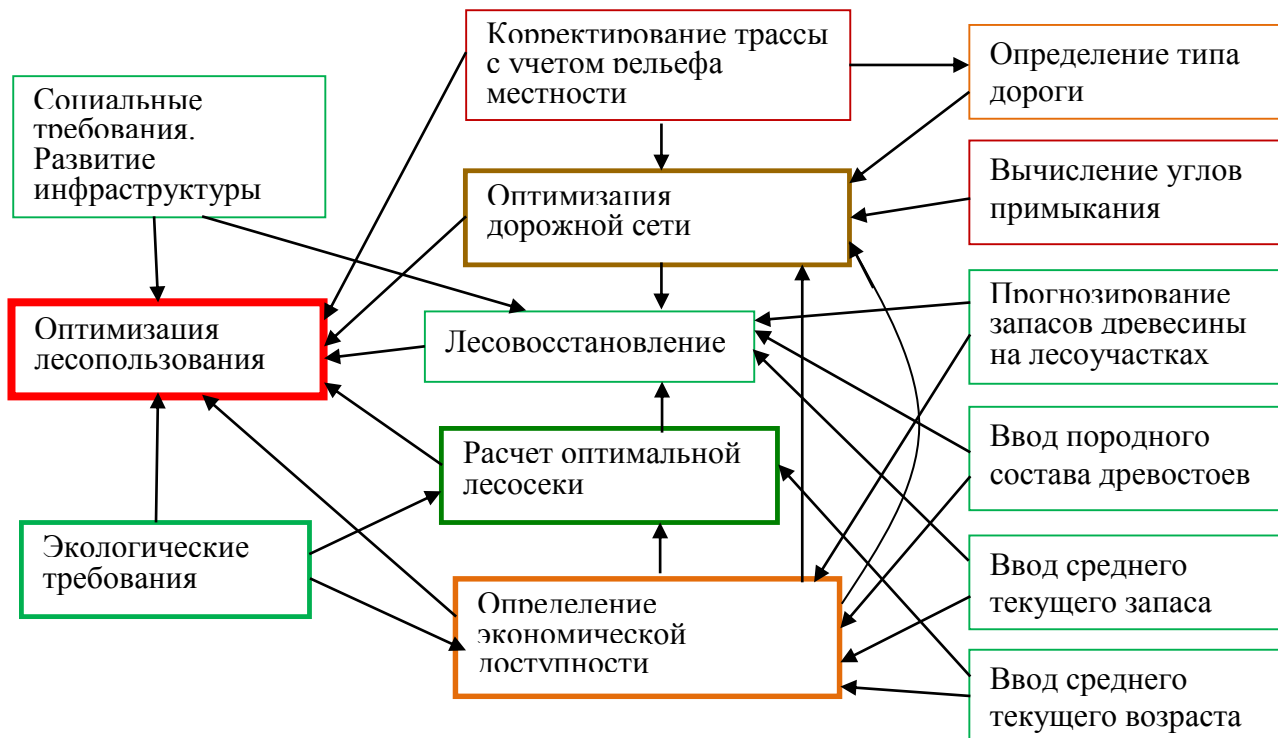 Корректирование трассы
с учетом рельефа
местности
Определение типа
дороги
Социальные
требования.
Развитие
инфраструктуры
Вычисление углов
примыкания
Оптимизация
дорожной сети
Прогнозирование
запасов древесины
на лесоучастках
Оптимизация
лесопользования
Лесовосстановление
Расчет оптимальной
лесосеки
Ввод породного
состава древостоев
Экологические
требования
Определение
экономической
доступности
Ввод среднего
текущего запаса
Ввод среднего
текущего возраста